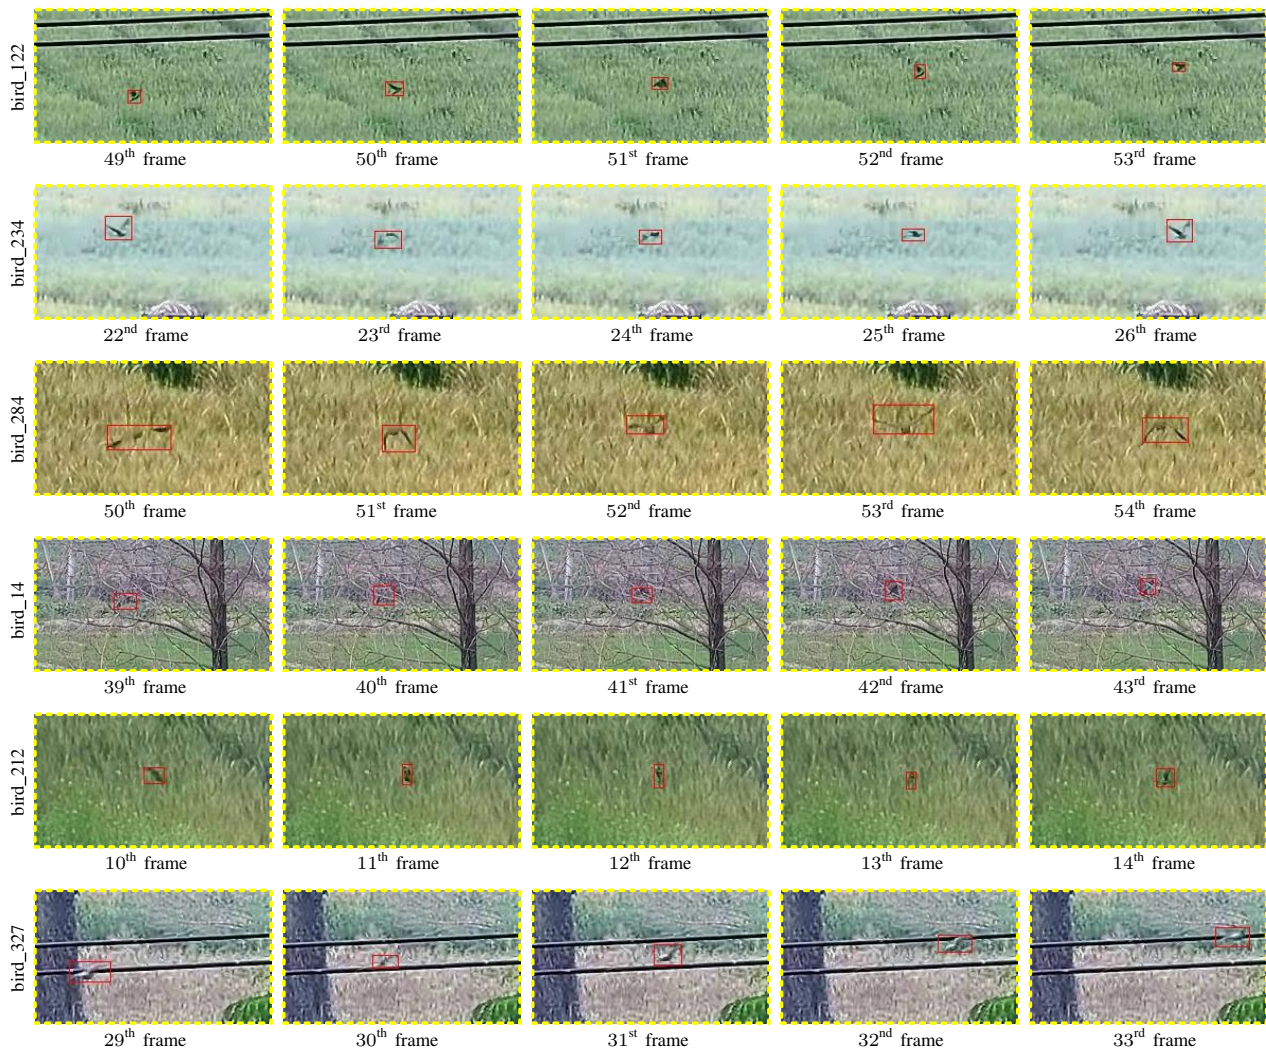 bird_122
49th frame 50th frame 51st frame 52nd frame 53rd frame
bird_234
22nd frame 23rd frame 24th frame 25th frame 26th frame
bird_284
50th frame 51st frame 52nd frame 53rd frame 54th frame
bird_14
39th frame 40th frame 41st frame 42nd frame 43rd frame
bird_212
10th frame 11th frame 12th frame 13th frame 14th frame
bird_327
29th frame 30th frame 31st frame 32nd frame 33rd frame